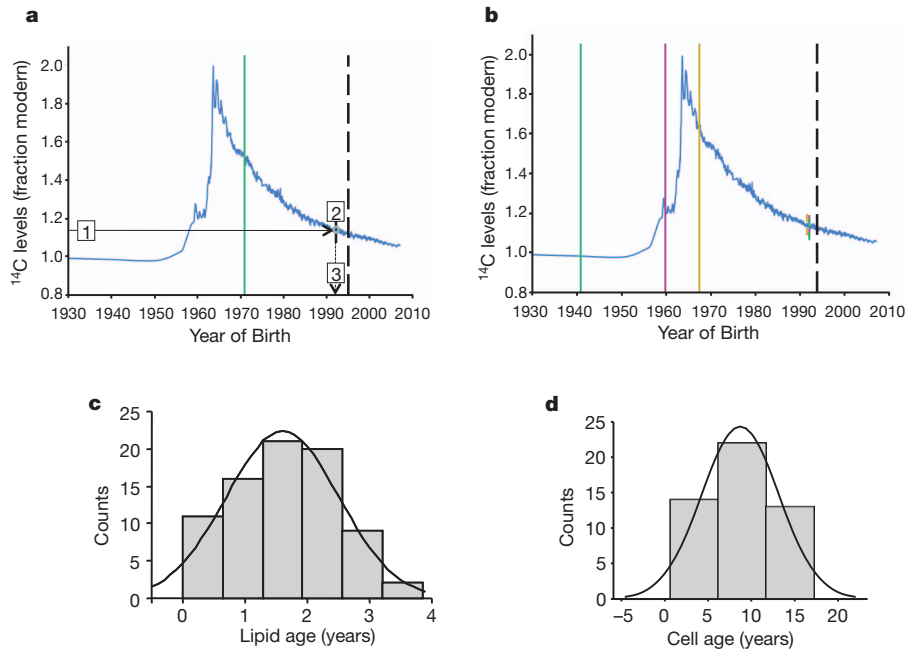 a
2.0
1.8
1.6
1.4
1.2
1.0
0.8
¹⁴C levels (fraction modern)
1
2
3
1930 1940 1950 1960 1970 1980 1990 2000 2010
Year of Birth
b
2.0
1.8
1.6
1.4
1.2
1.0
0.8
¹⁴C levels (fraction modern)
1930 1940 1950 1960 1970 1980 1990 2000 2010
Year of Birth
c
25
20
15
10
5
0
Counts
0 1 2 3 4
Lipid age (years)
d
25
20
15
10
5
0
Counts
−5 0 5 10 15 20
Cell age (years)